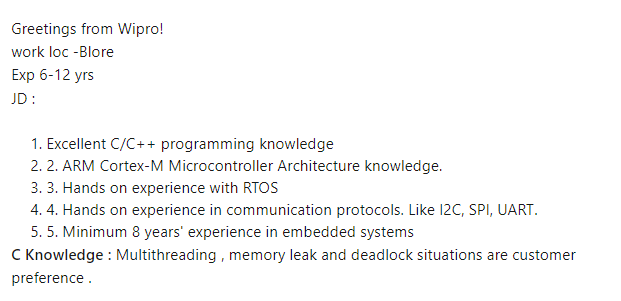 Greetings from Wipro!
work loc -Blore
Exp 6-12 yrs
JD :
1. Excellent C/C++ programming knowledge
2. 2. ARM Cortex-M Microcontroller Architecture knowledge.
3. 3. Hands on experience with RTOS
4. 4. Hands on experience in communication protocols. Like I2C, SPI, UART.
5. 5. Minimum 8 years' experience in embedded systems
C Knowledge : Multithreading , memory leak and deadlock situations are customer
preference .